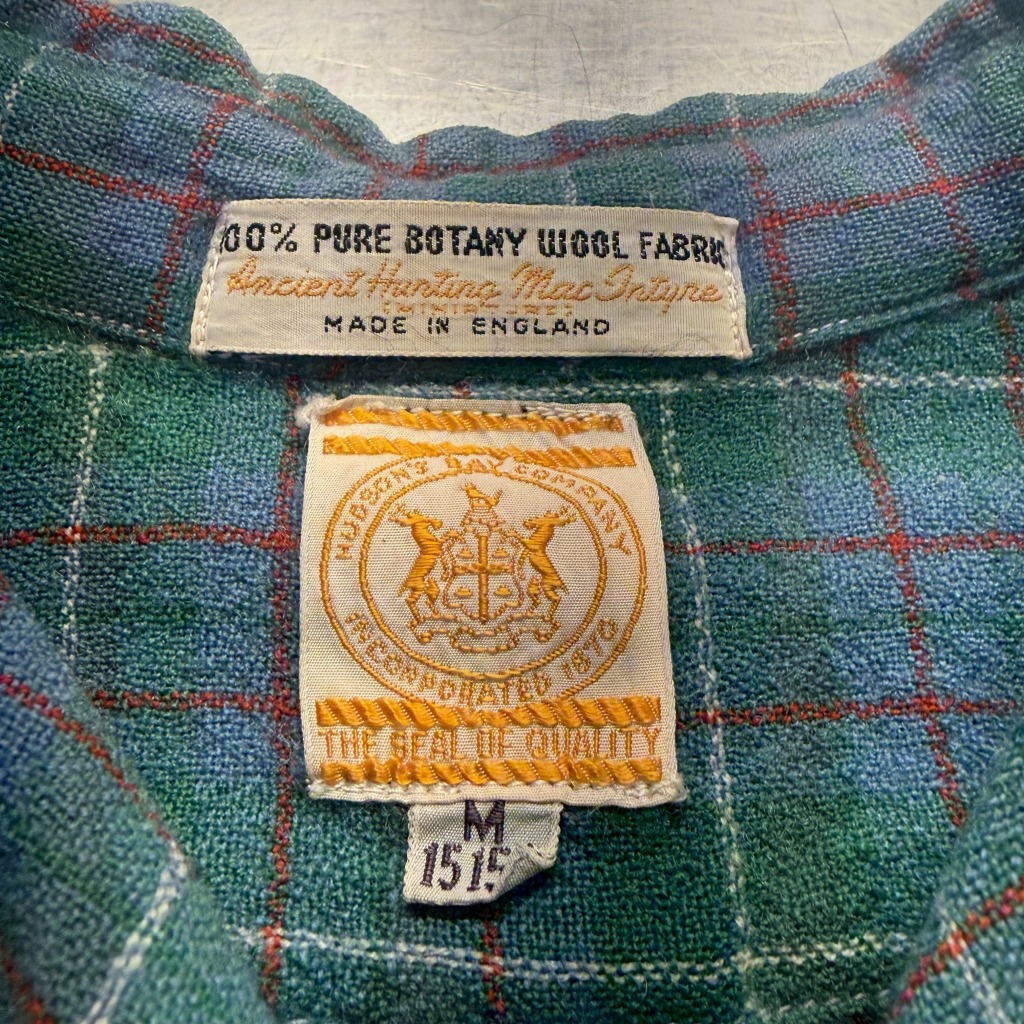 100% PURE BOTANY WOOL FABRIC
Ancient Hunting MacIntyre
MADE IN ENGLAND
HUDSON'S BAY COMPANY
INCORPORATED 1670
THE SEAL OF QUALITY
M
15 15